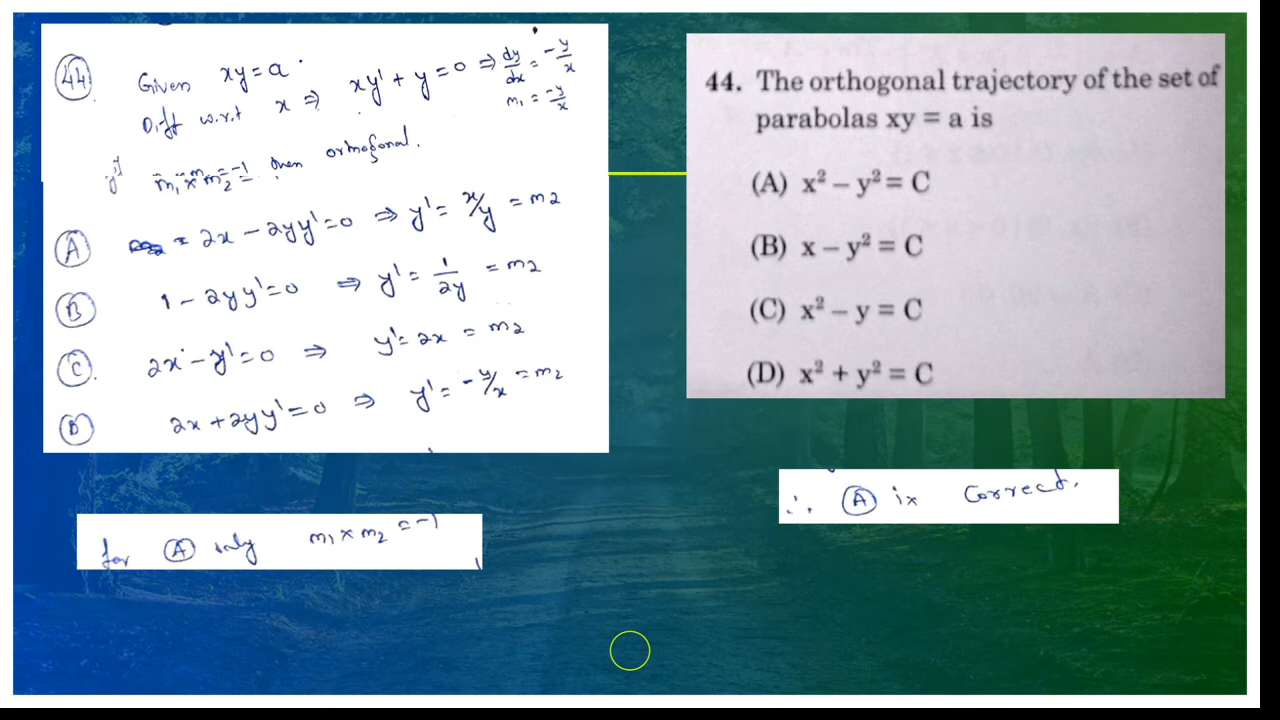 44. Given xy = a.
Diff w.r.t x ⇒ xy' + y = 0 ⇒ dy/dx = -y/x
m₁ = -y/x
if m₁ x m₂ = -1 then orthogonal.
A 2x - 2yy' = 0 ⇒ y' = x/y = m2
B 1 - 2yy' = 0 ⇒ y' = 1/2y = m2
C. 2x - y' = 0 ⇒ y' = 2x = m2
D 2x + 2yy' = 0 ⇒ y' = -y/x = m2
for A only m₁ x m₂ = -1
44. The orthogonal trajectory of the set of
parabolas xy = a is
(A) x² – y² = C
(B) x – y² = C
(C) x² – y = C
(D) x² + y² = C
∴ A is correct.